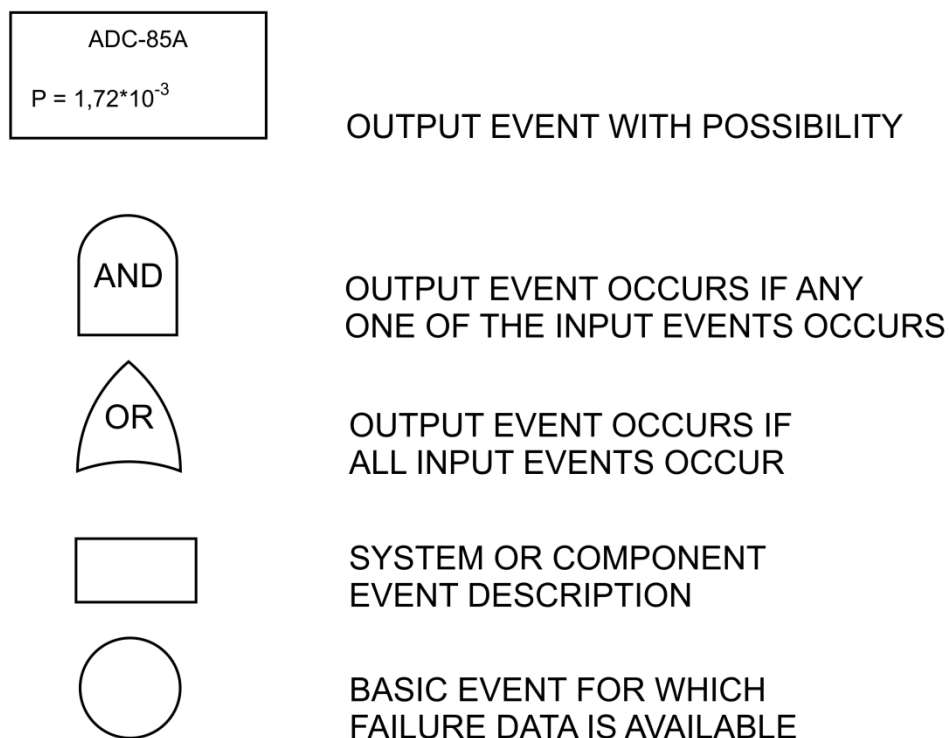 ADC-85A
P = 1,72*10-3
OUTPUT EVENT WITH POSSIBILITY
AND
OUTPUT EVENT OCCURS IF ANY
ONE OF THE INPUT EVENTS OCCURS
OR
OUTPUT EVENT OCCURS IF
ALL INPUT EVENTS OCCUR
SYSTEM OR COMPONENT
EVENT DESCRIPTION
BASIC EVENT FOR WHICH
FAILURE DATA IS AVAILABLE